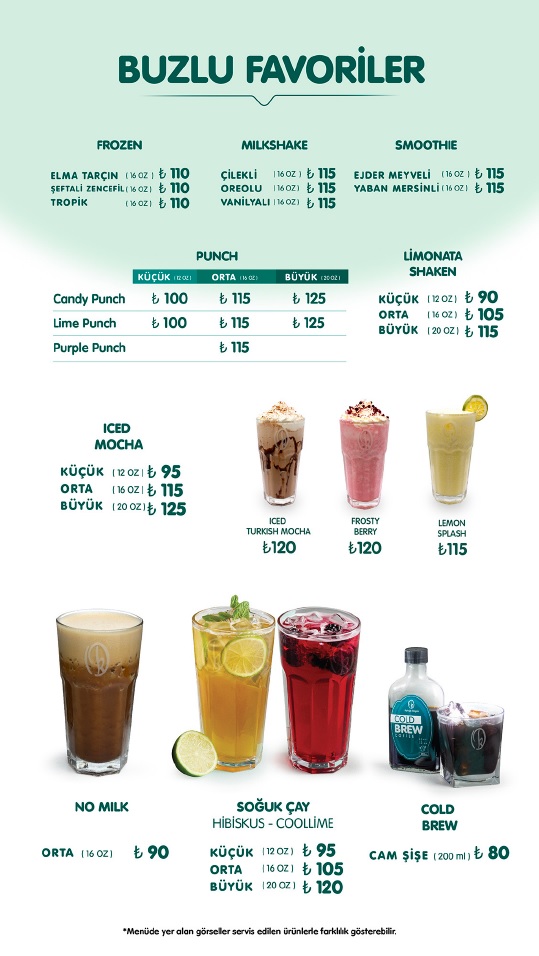 BUZLU FAVORİLER
FROZEN
ELMA TARÇIN (16 OZ) ₺ 110
ŞEFTALİ ZENCEFİL (16 OZ) ₺ 110
TROPİK (16 OZ) ₺ 110
MILKSHAKE
ÇİLEKLİ (16 OZ) ₺ 115
OREOLU (16 OZ) ₺ 115
VANİLYALI (16 OZ) ₺ 115
SMOOTHIE
EJDER MEYVELİ (16 OZ) ₺ 115
YABAN MERSİNLİ (16 OZ) ₺ 115
PUNCH
KÜÇÜK (12 OZ) ORTA (16 OZ) BÜYÜK (20 OZ)
Candy Punch ₺ 100 ₺ 115 ₺ 125
Lime Punch ₺ 100 ₺ 115 ₺ 125
Purple Punch ₺ 115
LİMONATA
SHAKEN
KÜÇÜK (12 OZ) ₺ 90
ORTA (16 OZ) ₺ 105
BÜYÜK (20 OZ) ₺ 115
ICED
MOCHA
KÜÇÜK (12 OZ) ₺ 95
ORTA (16 OZ) ₺ 115
BÜYÜK (20 OZ) ₺ 125
ICED
TURKISH MOCHA
₺120
FROSTY
BERRY
₺120
LEMON
SPLASH
₺115
COLD
BREW
COFFEE
NO MILK
ORTA (16 OZ) ₺ 90
SOĞUK ÇAY
HİBİSKUS - COOLLİME
KÜÇÜK (12 OZ) ₺ 95
ORTA (16 OZ) ₺ 105
BÜYÜK (20 OZ) ₺ 120
COLD
BREW
CAM ŞİŞE (200 ml) ₺ 80
*Menüde yer alan görseller servis edilen ürünlerle farklılık gösterebilir.